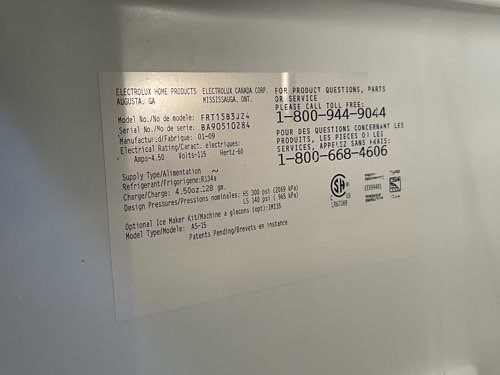 ELECTROLUX HOME PRODUCTS ELECTROLUX CANADA CORP.
AUGUSTA, GA MISSISSAUGA, ONT.
FOR PRODUCT QUESTIONS, PARTS
OR SERVICE
PLEASE CALL TOLL FREE:
1-800-944-9044
Model No./No de modele: FRT15B3JZ4
Serial No./No de serie: BA90510284
Manufactur.d/Fabrique: 01-09
Electrical Rating/Caract. electriques:
Amps-4.50 Volts-115 Hertz-60
POUR DES QUESTIONS CONCERNANT LES
PRODUITS, LES PIECES OU LES
SERVICES, APPELEZ SANS FRAIS:
1-800-668-4606
Supply Type/Alimentation ~
Refrigerant/Frigorigene:R134a
Charge/Charge: 4.50oz.128 gm.
Design Pressures/Pressions nominales: HS 300 psi (2069 kPa)
LS 140 psi ( 965 kPa)
Optional Ice Maker Kit/Machine a glacons (opt):IM115
Model Type/Modele: AS-15
Patents Pending/Brevets en instance